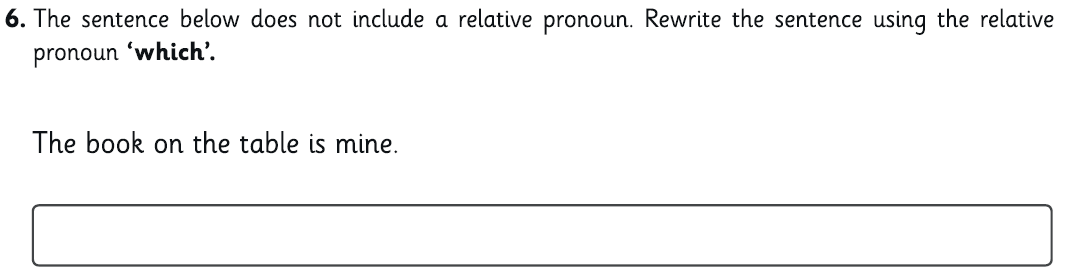 6. The sentence below does not include a relative pronoun. Rewrite the sentence using the relative
pronoun ‘which’.
The book on the table is mine.